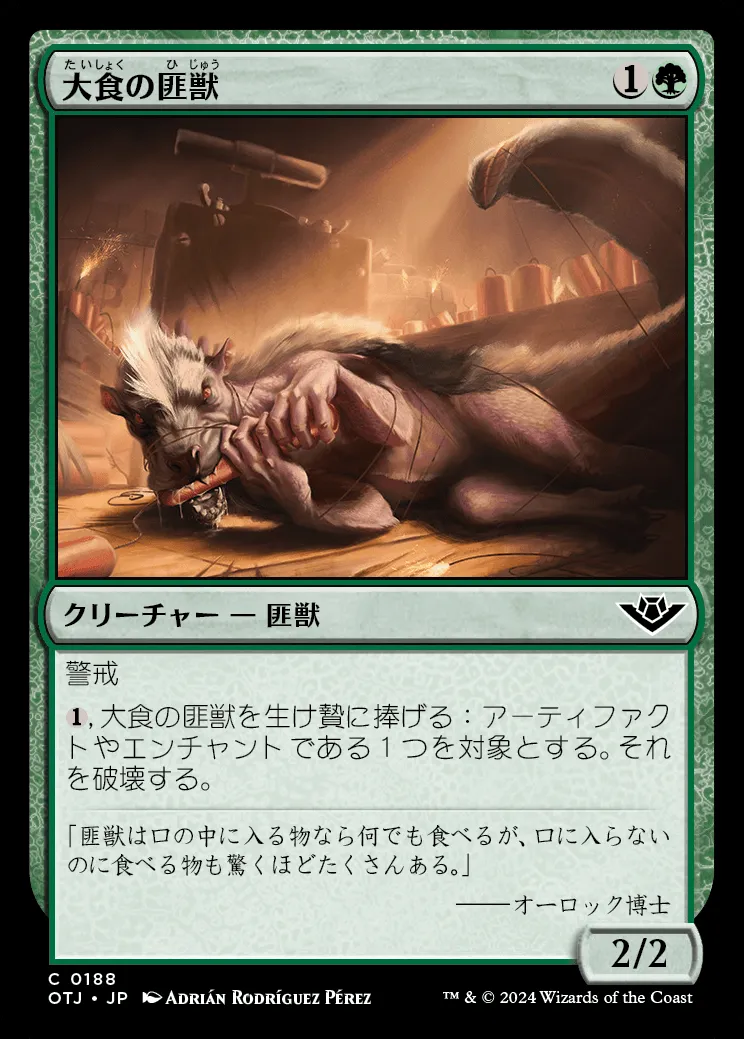 たいしょく ひじゅう
大食の匪獣 1
クリーチャー — 匪獣
警戒
1,大食の匪獣を生け贄に捧げる：アーティファク
トやエンチャントである１つを対象とする。それ
を破壊する。
「匪獣は口の中に入る物なら何でも食べるが、口に入らない
のに食べる物も驚くほどたくさんある。」
――オーロック博士
2/2
C 0188
OTJ • JP ADRIÁN RODRÍGUEZ PÉREZ
™ & © 2024 Wizards of the Coast